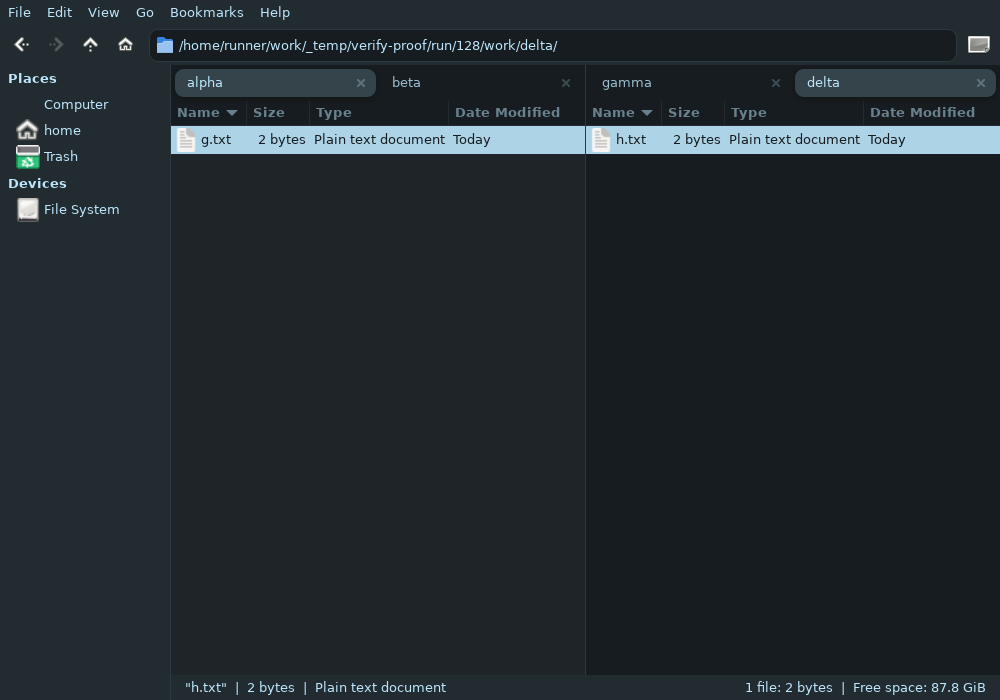 File Edit View Go Bookmarks Help
/home/runner/work/_temp/verify-proof/run/128/work/delta/
Places
Computer
home
Trash
Devices
File System
alpha beta gamma delta
Name Size Type Date Modified Name Size Type Date Modified
g.txt 2 bytes Plain text document Today h.txt 2 bytes Plain text document Today
"h.txt" | 2 bytes | Plain text document 1 file: 2 bytes | Free space: 87.8 GiB